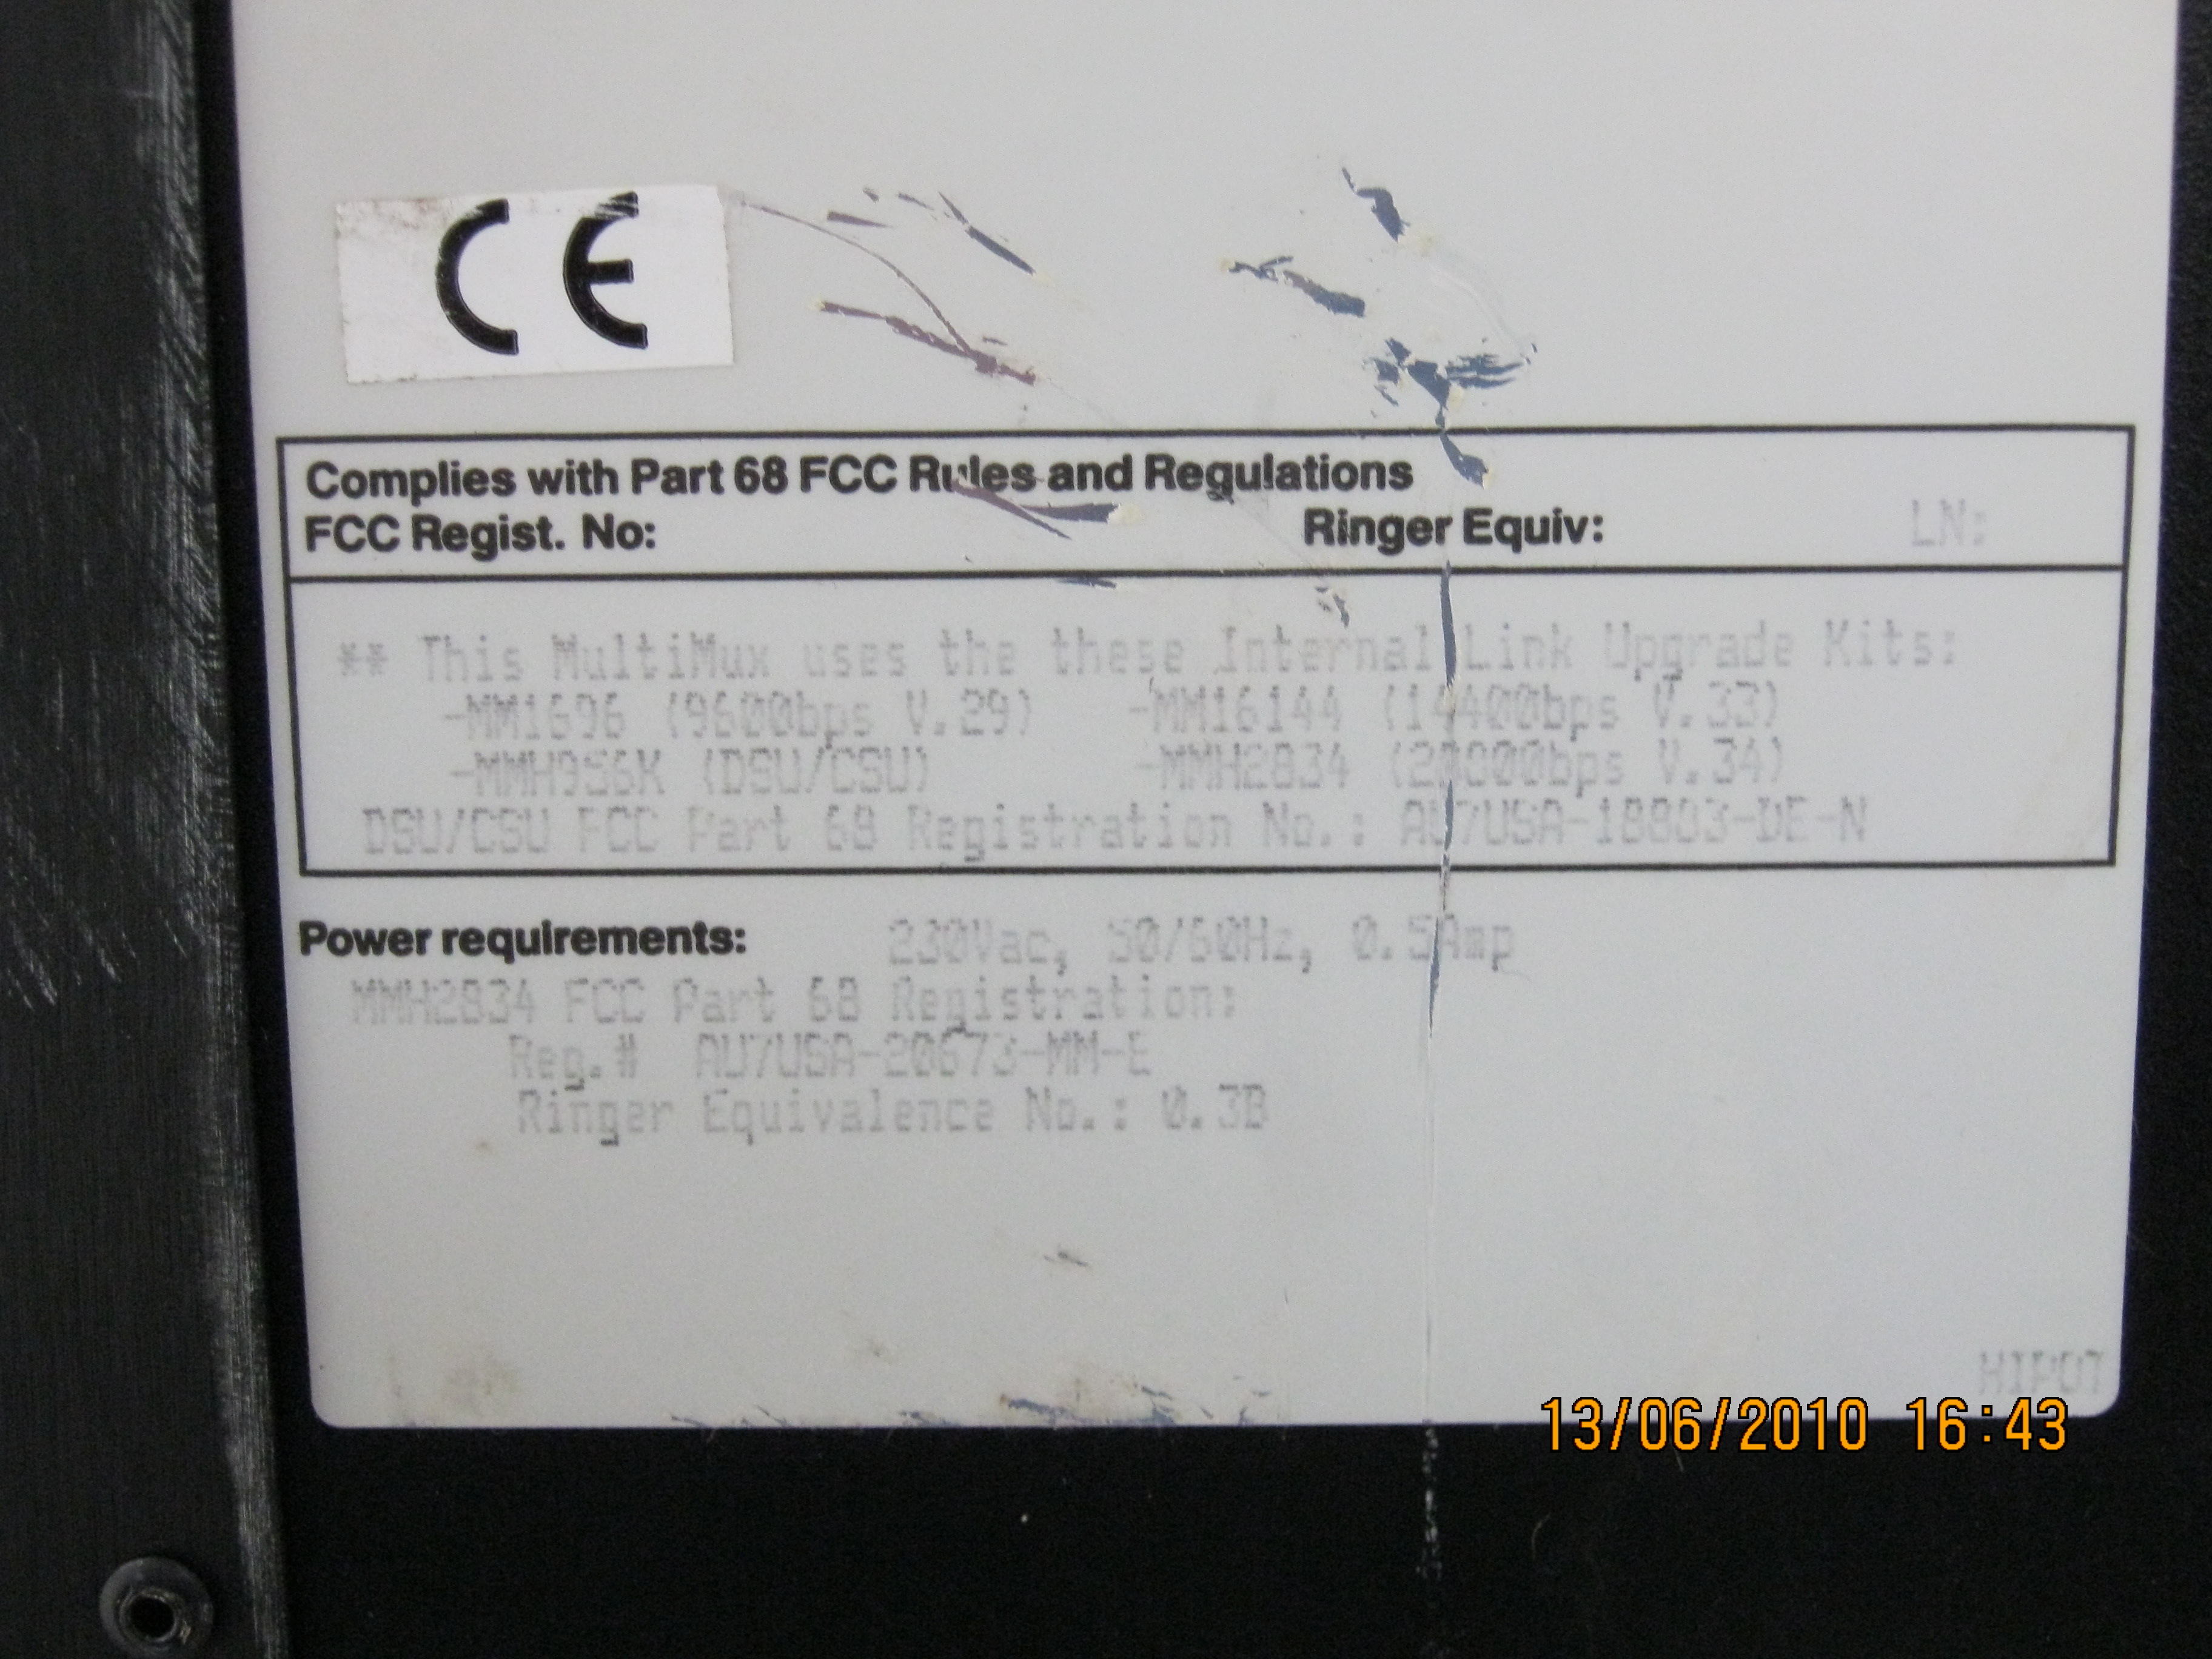 CE
Complies with Part 68 FCC Rules and Regulations
FCC Regist. No: Ringer Equiv: LN:
** This MultiMux uses the these Internal Link Upgrade Kits:
-MM1696 (9600bps V.29) -MM16144 (14400bps V.33)
-MMH956K (DSU/CSU) -MMH2834 (28800bps V.34)
DSU/CSU FCC Part 68 Registration No.: AU7USA-18803-DE-N
Power requirements: 230Vac, 50/60Hz, 0.5Amp
MMH2834 FCC Part 68 Registration:
Reg.# AU7USA-20673-MM-E
Ringer Equivalence No.: 0.3B
HIPOT
13/06/2010 16:43